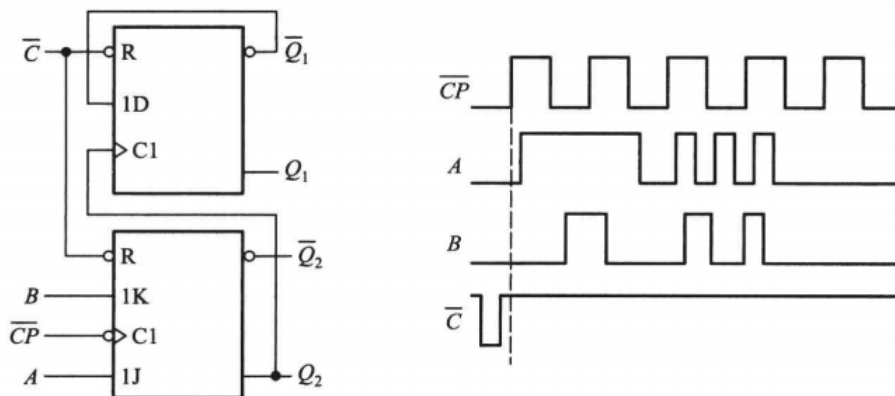 C̅ R Q̅₁
1D
C1 Q₁
R Q̅₂
B 1K
C̅P̅ C1
A 1J Q₂
C̅P̅
A
B
C̅